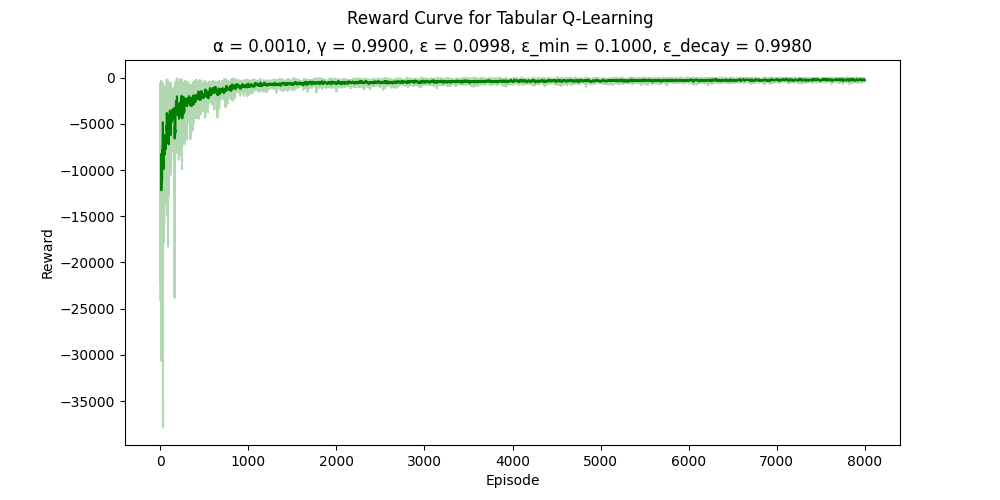 Reward Curve for Tabular Q-Learning
α = 0.0010, γ = 0.9900, ε = 0.0998, ε_min = 0.1000, ε_decay = 0.9980
0
−5000
−10000
−15000
−20000
−25000
−30000
−35000
Reward
0 1000 2000 3000 4000 5000 6000 7000 8000
Episode